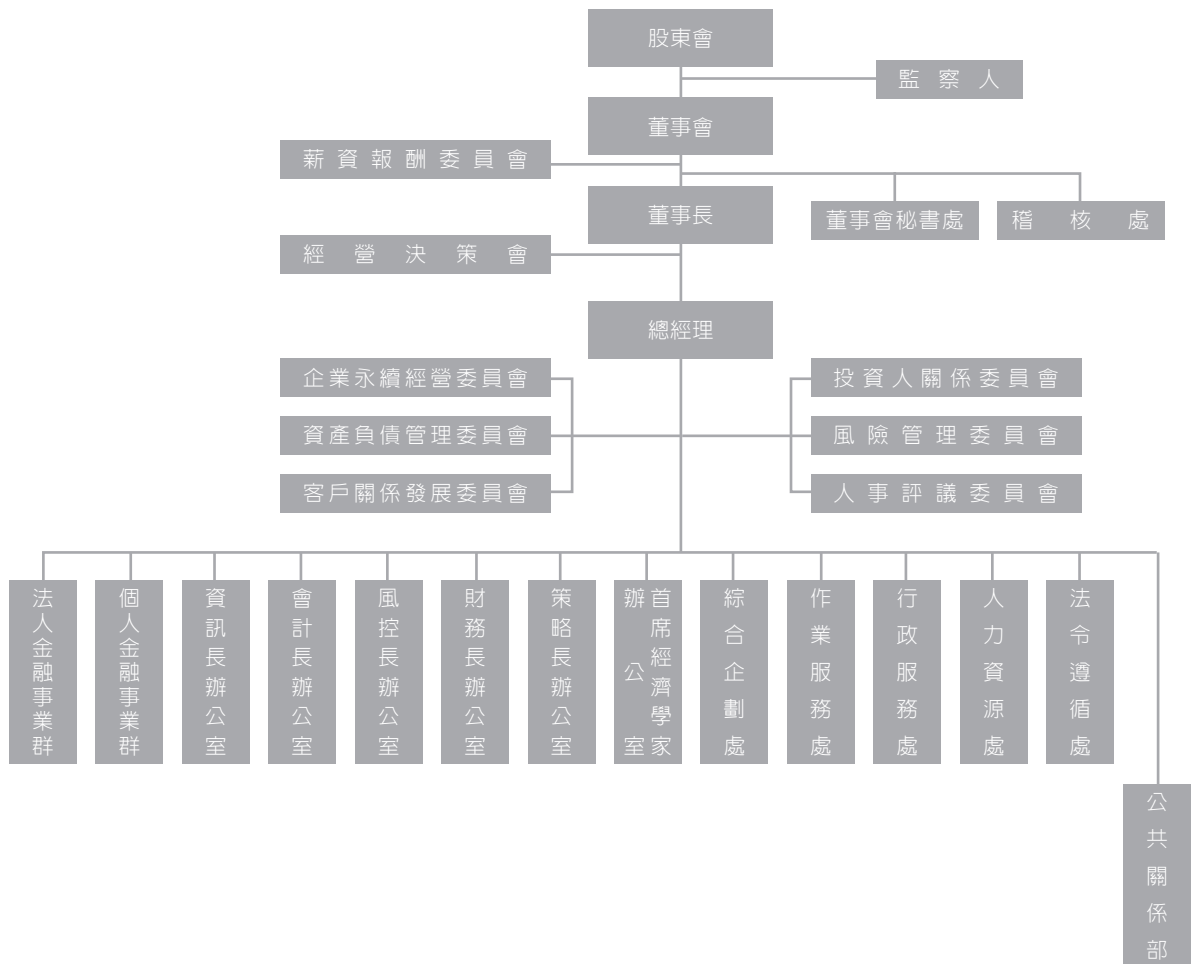 股東會
監察人
董事會
薪資報酬委員會
董事長
董事會秘書處
稽核處
經營決策會
總經理
企業永續經營委員會
投資人關係委員會
資產負債管理委員會
風險管理委員會
客戶關係發展委員會
人事評議委員會
法人金融事業群
個人金融事業群
資訊長辦公室
會計長辦公室
風控長辦公室
財務長辦公室
策略長辦公室
首席經濟學家
辦公室
綜合企劃處
作業服務處
行政服務處
人力資源處
法令遵循處
公共關係部